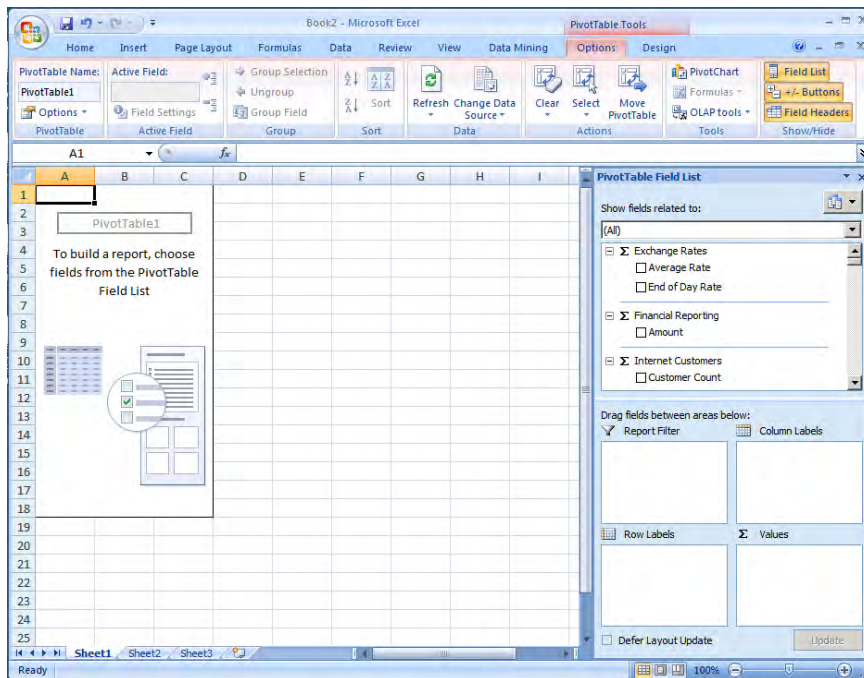 Book2 - Microsoft Excel
PivotTable Tools
Home Insert Page Layout Formulas Data Review View Data Mining Options Design
PivotTable Name:
PivotTable1
Options
PivotTable
Active Field:
Field Settings
Active Field
Group Selection
Ungroup
Group Field
Group
Sort
Sort
Refresh
Change Data
Source
Data
Clear
Select
Move
PivotTable
Actions
PivotChart
Formulas
OLAP tools
Tools
Field List
+/- Buttons
Field Headers
Show/Hide
A1
fx
A B C D E F G H I
1
2
3
4
5
6
7
8
9
10
11
12
13
14
15
16
17
18
19
20
21
22
23
24
25
PivotTable1
To build a report, choose
fields from the PivotTable
Field List
PivotTable Field List
Show fields related to:
(All)
Σ Exchange Rates
Average Rate
End of Day Rate
Σ Financial Reporting
Amount
Σ Internet Customers
Customer Count
Drag fields between areas below:
Report Filter
Column Labels
Row Labels
Σ Values
Defer Layout Update
Update
Sheet1 Sheet2 Sheet3
Ready
100%